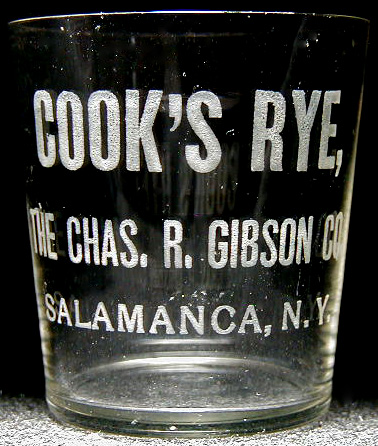 COOK'S RYE,
THE CHAS. R. GIBSON CO
SALAMANCA, N.Y.